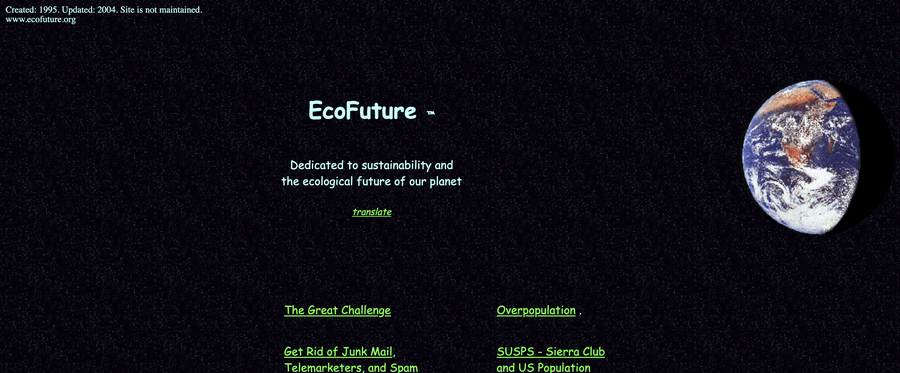 Created: 1995. Updated: 2004. Site is not maintained.
www.ecofuture.org
EcoFuture ™
Dedicated to sustainability and
the ecological future of our planet
translate
The Great Challenge
Overpopulation .
Get Rid of Junk Mail,
Telemarketers, and Spam
SUSPS - Sierra Club
and US Population